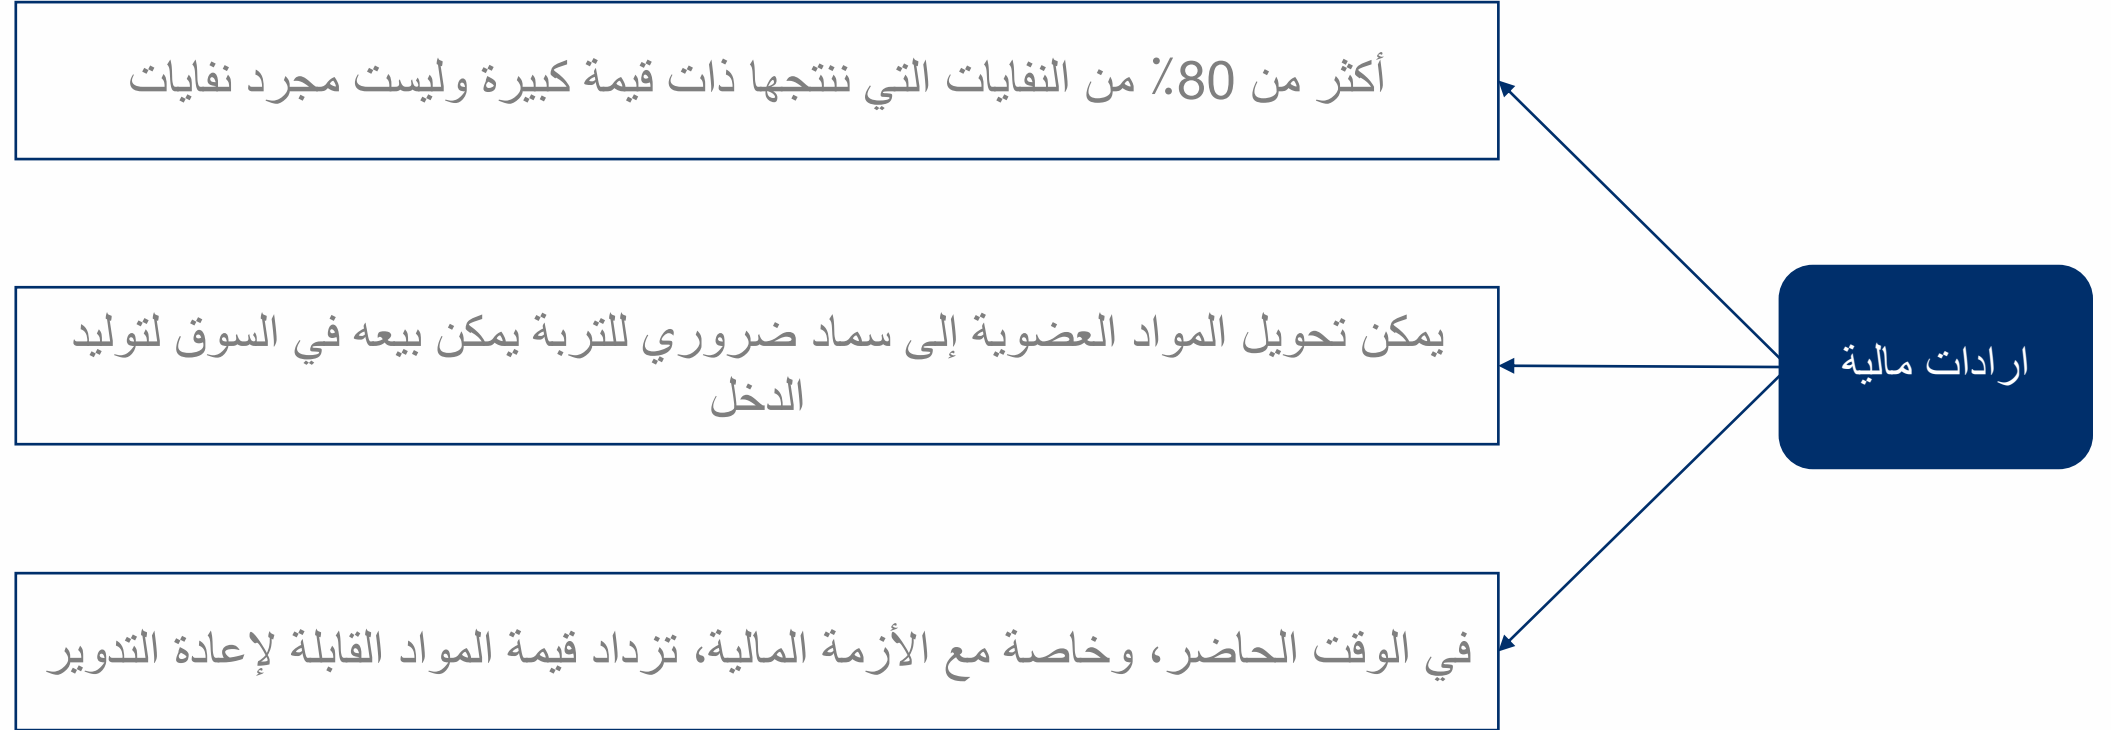 أكثر من 80٪ من النفايات التي ننتجها ذات قيمة كبيرة وليست مجرد نفايات
ارادات مالية
يمكن تحويل المواد العضوية إلى سماد ضروري للتربة يمكن بيعه في السوق لتوليد
الدخل
في الوقت الحاضر، وخاصة مع الأزمة المالية، تزداد قيمة المواد القابلة لإعادة التدوير